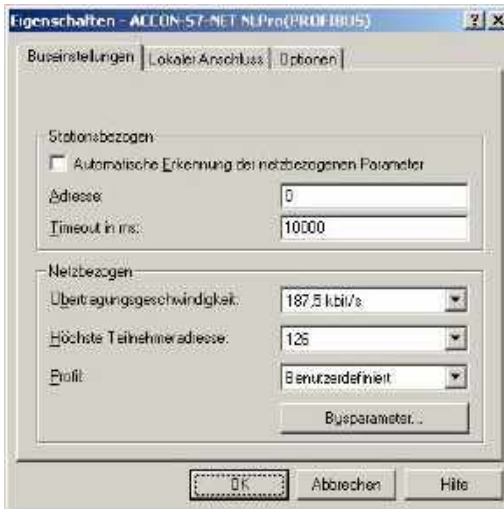 Eigenschaften - ACCON-S7-NET NLPro(PROFIBUS)
Buseinstellungen Lokaler Anschluss Optionen
Stationsbezogen
Automatische Erkennung der netzbezogenen Parameter
Adresse: 0
Timeout in ms: 10000
Netzbezogen
Übertragungsgeschwindigkeit: 187,5 kbit/s
Höchste Teilnehmeradresse: 126
Profil: Benutzerdefiniert
Busparameter...
OK Abbrechen Hilfe